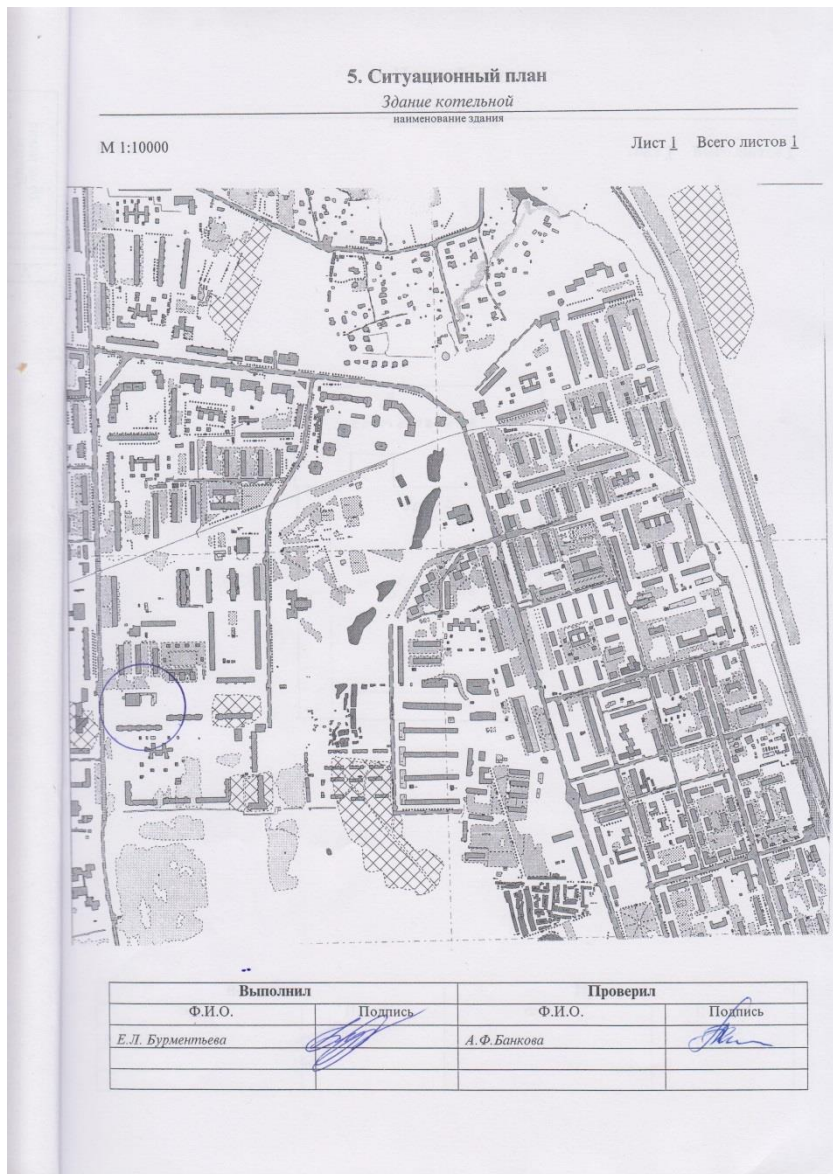 5. Ситуационный план
Здание котельной
наименование здания
М 1:10000
Лист 1 Всего листов 1
Выполнил Проверил
Ф.И.О. Подпись Ф.И.О. Подпись
Е.Л. Бурментьева А.Ф.Банкова